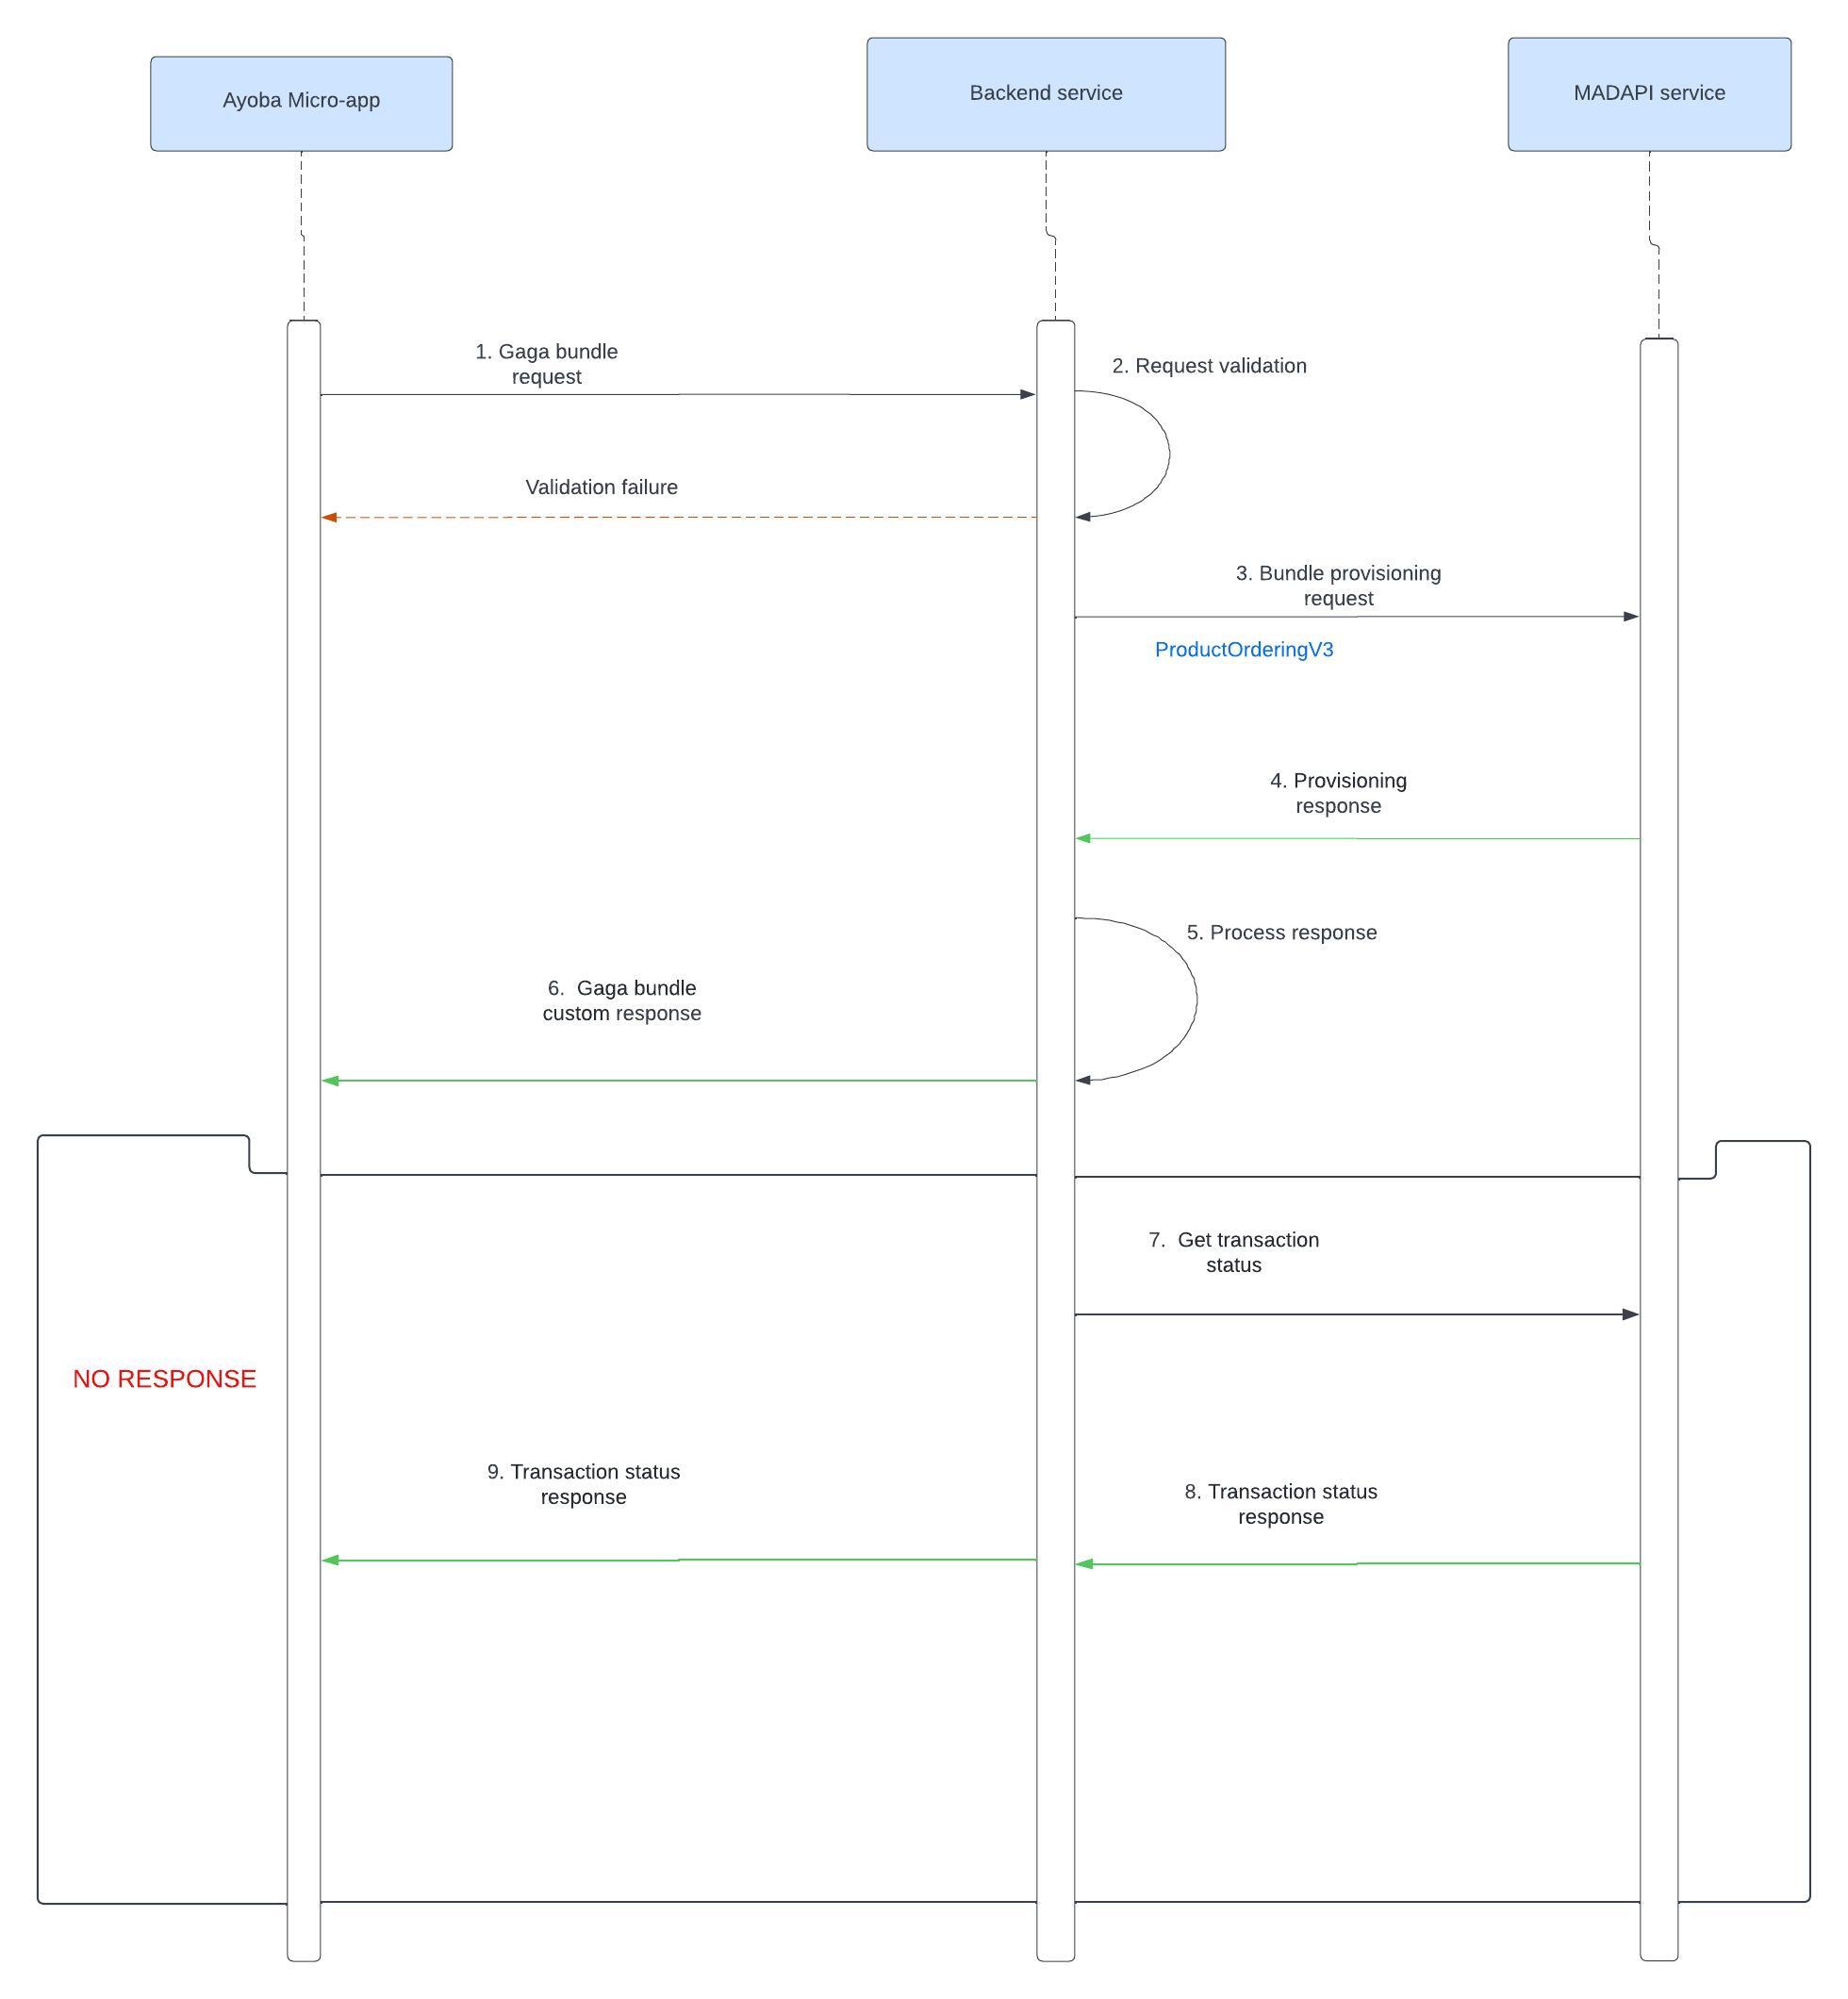 Ayoba Micro-app
Backend service
MADAPI service
1. Gaga bundle
request
2. Request validation
Validation failure
3. Bundle provisioning
request
ProductOrderingV3
4. Provisioning
response
5. Process response
6.  Gaga bundle
custom response
7.  Get transaction
status
NO RESPONSE
9. Transaction status
response
8. Transaction status
response